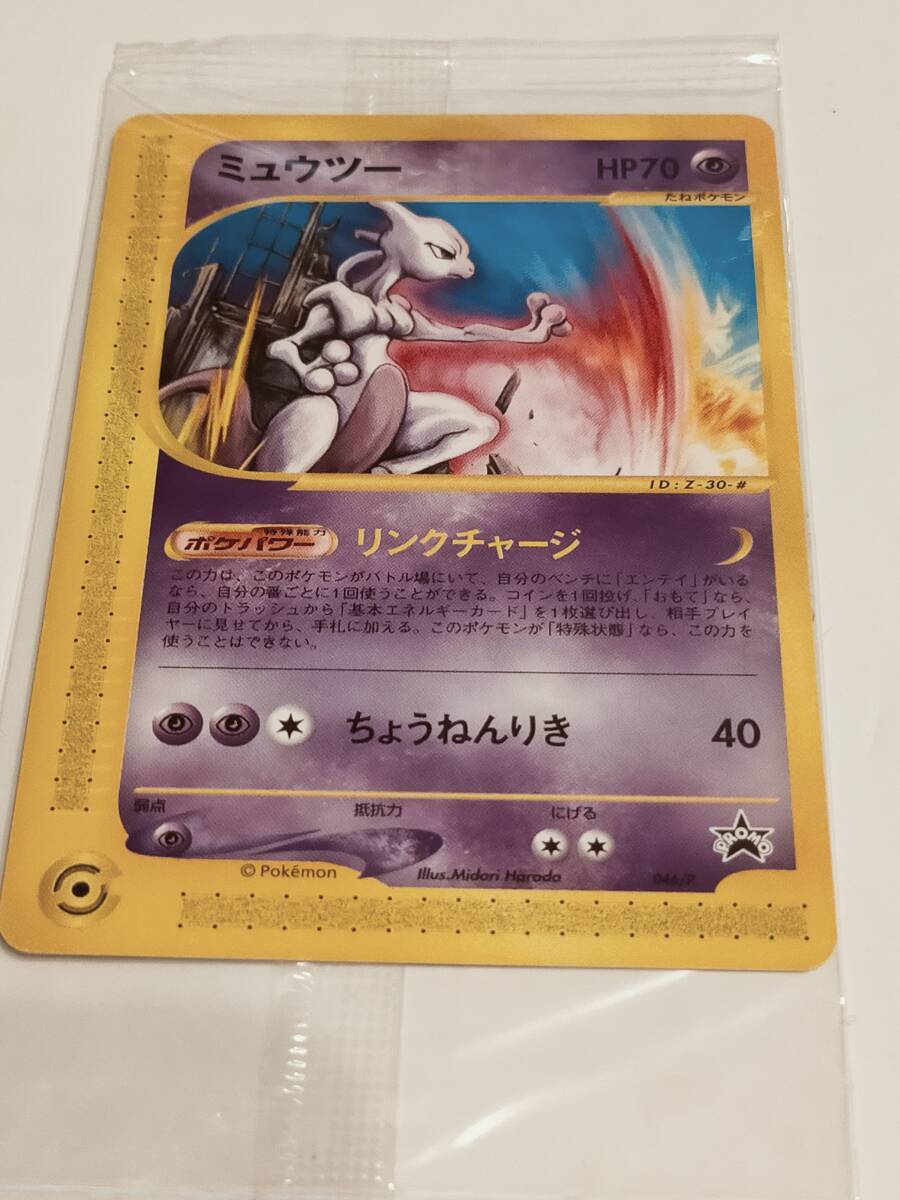 ミュウツー HP70
たねポケモン
ID:Z-30-#
特殊能力
ポケパワー リンクチャージ
この力は、このポケモンがバトル場にいて、自分のベンチに「エンテイ」がいる
なら、自分の番ごとに1回使うことができる。コインを1回投げ、「おもて」なら、
自分のトラッシュから「基本エネルギーカード」を1枚選び出し、相手プレイ
ヤーに見せてから、手札に加える。このポケモンが「特殊状態」なら、この力を
使うことはできない。
ちょうねんりき 40
弱点 抵抗力 にげる
PROMO
© Pokémon Illus.Midori Harada 046/P